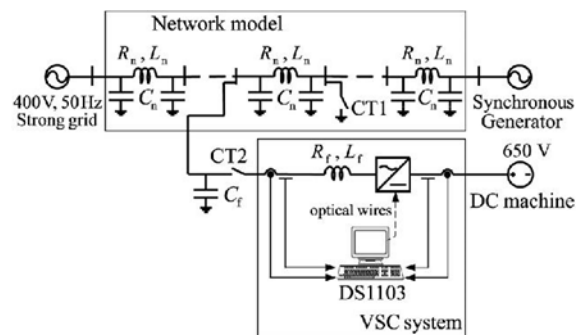 Network model
Rn, Ln Rn, Ln Rn, Ln
400V, 50Hz
Strong grid
Cn Cn Cn
CT1
Synchronous
Generator
CT2
Rf, Lf
650 V
Cf
DC machine
optical wires
DS1103
VSC system